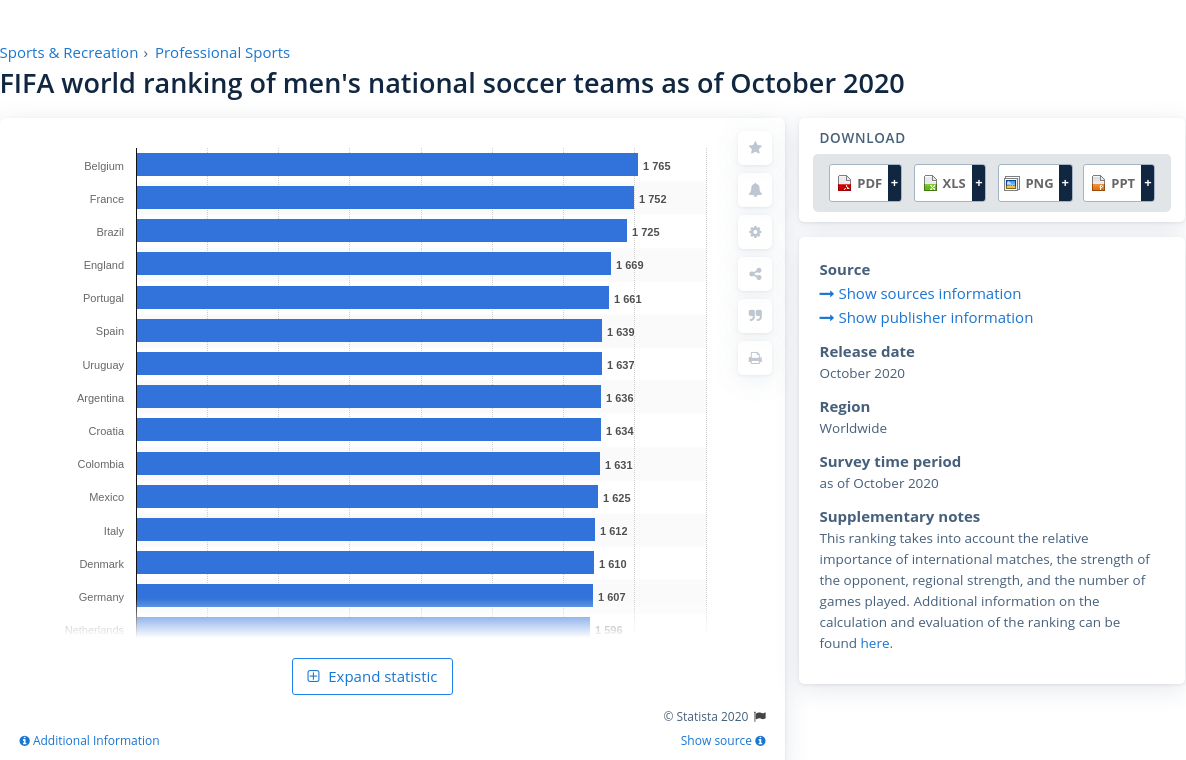 Sports & Recreation › Professional Sports
FIFA world ranking of men's national soccer teams as of October 2020
Belgium 1 765
France 1 752
Brazil 1 725
England 1 669
Portugal 1 661
Spain 1 639
Uruguay 1 637
Argentina 1 636
Croatia 1 634
Colombia 1 631
Mexico 1 625
Italy 1 612
Denmark 1 610
Germany 1 607
Netherlands 1 596
Expand statistic
© Statista 2020
Additional Information
Show source
DOWNLOAD
PDF + XLS + PNG + PPT +
Source
Show sources information
Show publisher information
Release date
October 2020
Region
Worldwide
Survey time period
as of October 2020
Supplementary notes
This ranking takes into account the relative
importance of international matches, the strength of
the opponent, regional strength, and the number of
games played. Additional information on the
calculation and evaluation of the ranking can be
found here.